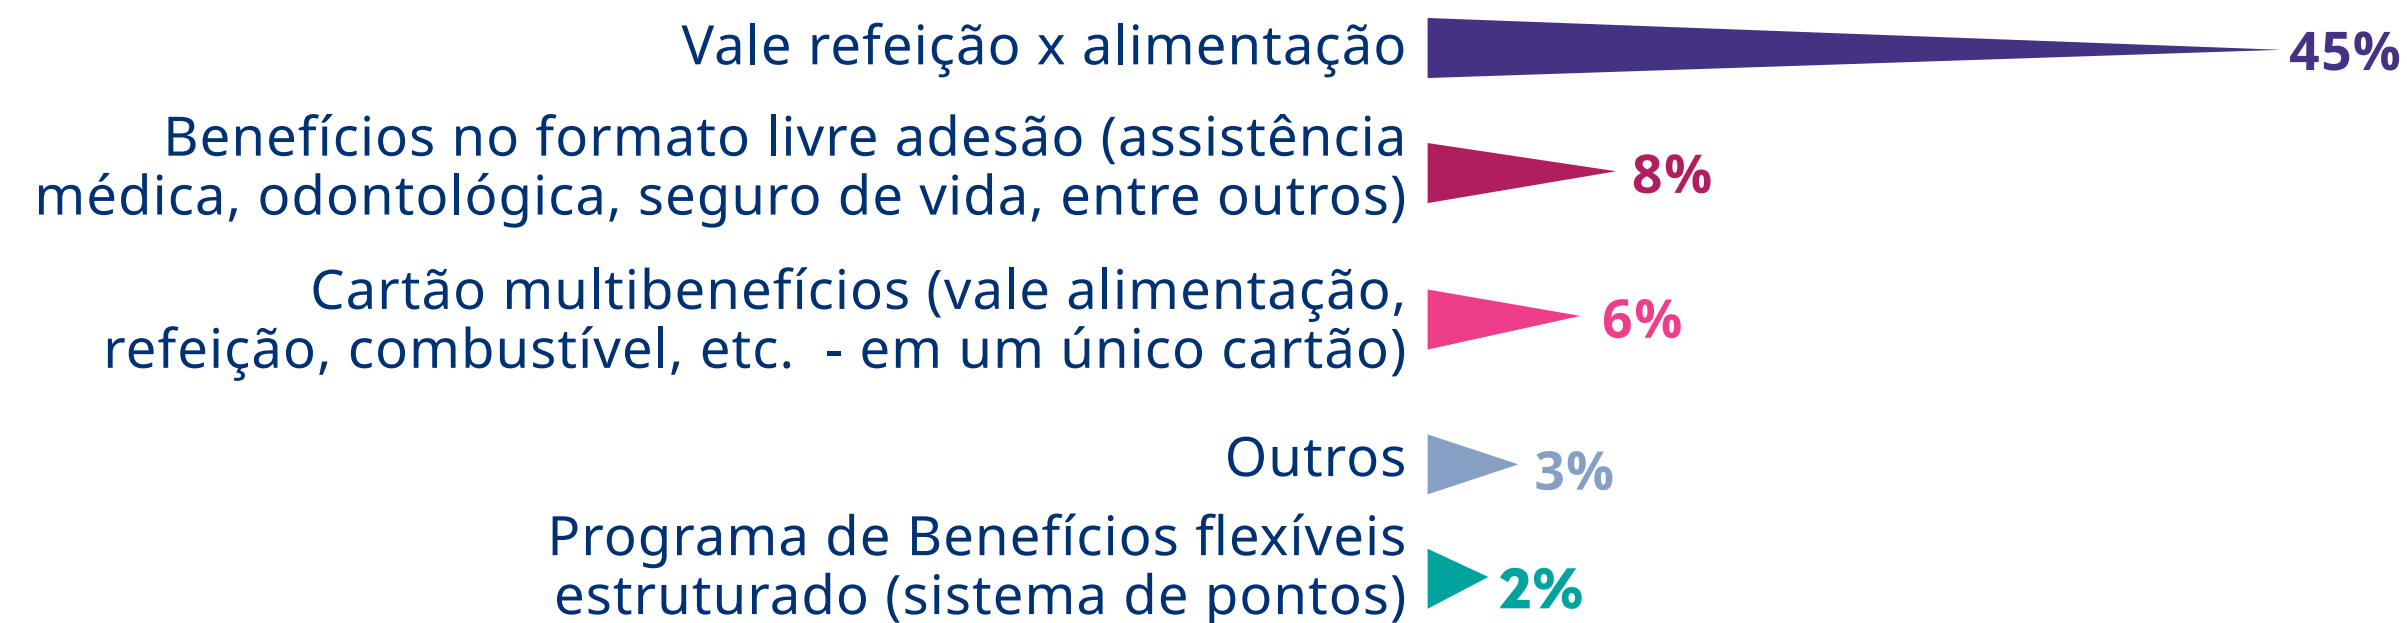 Vale refeição x alimentação
45%
Benefícios no formato livre adesão (assistência
médica, odontológica, seguro de vida, entre outros)
8%
Cartão multibenefícios (vale alimentação,
refeição, combustível, etc.  - em um único cartão)
6%
Outros
3%
Programa de Benefícios flexíveis
estruturado (sistema de pontos)
2%